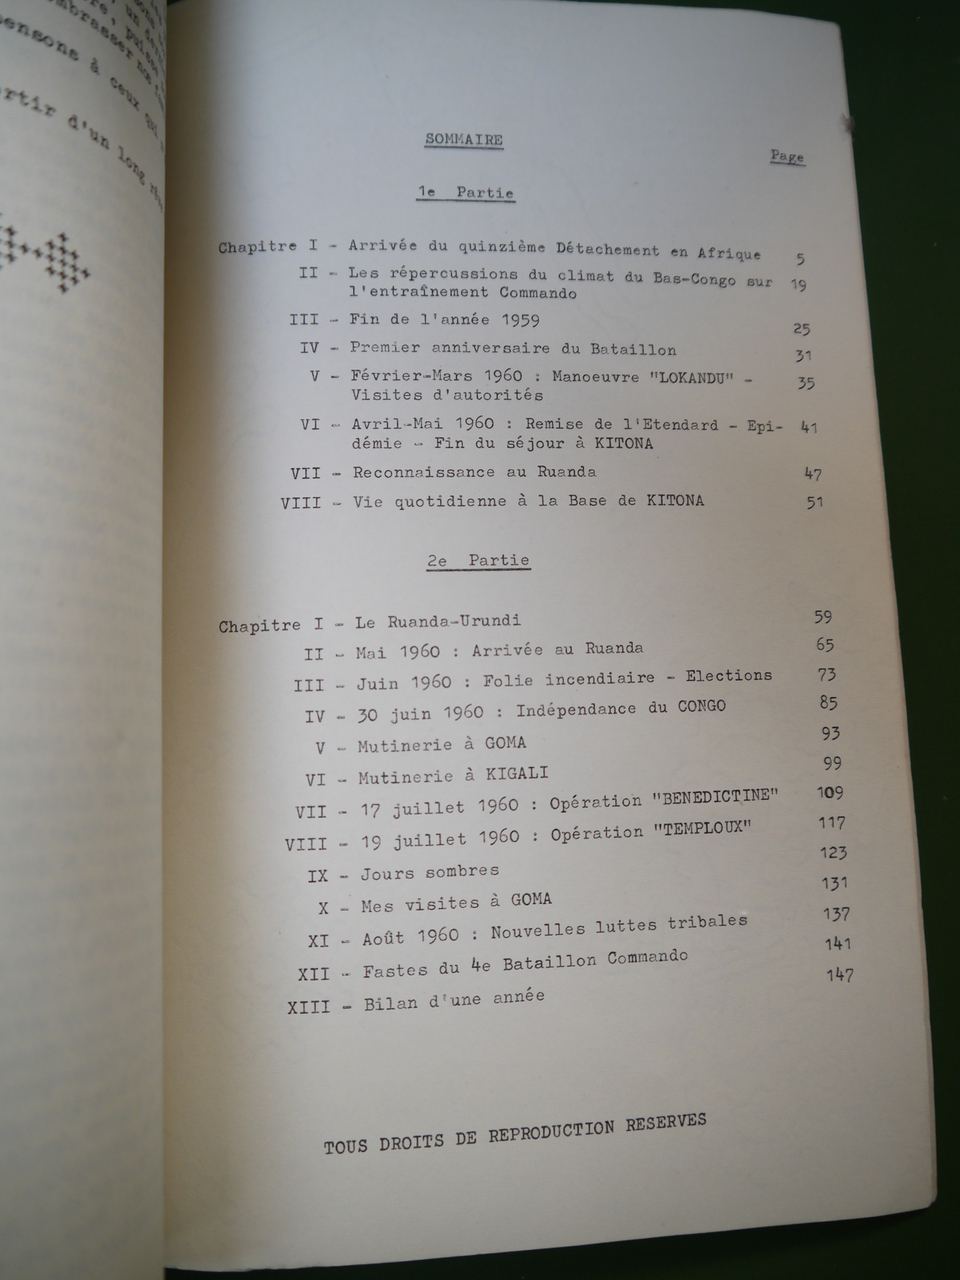 ensons à ceux qui
rtir d'un long
SOMMAIRE
Page
1e Partie
Chapitre I - Arrivée du quinzième Détachement en Afrique 5
II - Les répercussions du climat du Bas-Congo sur 19
l'entraînement Commando
III - Fin de l'année 1959 25
IV - Premier anniversaire du Bataillon 31
V - Février-Mars 1960 : Manoeuvre "LOKANDU" - 35
Visites d'autorités
VI - Avril-Mai 1960 : Remise de l'Etendard - Epi- 41
démie - Fin du séjour à KITONA
VII - Reconnaissance au Ruanda 47
VIII - Vie quotidienne à la Base de KITONA 51
2e Partie
Chapitre I - Le Ruanda-Urundi 59
II - Mai 1960 : Arrivée au Ruanda 65
III - Juin 1960 : Folie incendiaire - Elections 73
IV - 30 juin 1960 : Indépendance du CONGO 85
V - Mutinerie à GOMA 93
VI - Mutinerie à KIGALI 99
VII - 17 juillet 1960 : Opération "BENEDICTINE" 109
VIII - 19 juillet 1960 : Opération "TEMPLOUX" 117
IX - Jours sombres 123
X - Mes visites à GOMA 131
XI - Août 1960 : Nouvelles luttes tribales 137
XII - Fastes du 4e Bataillon Commando 141
XIII - Bilan d'une année 147
TOUS DROITS DE REPRODUCTION RESERVES